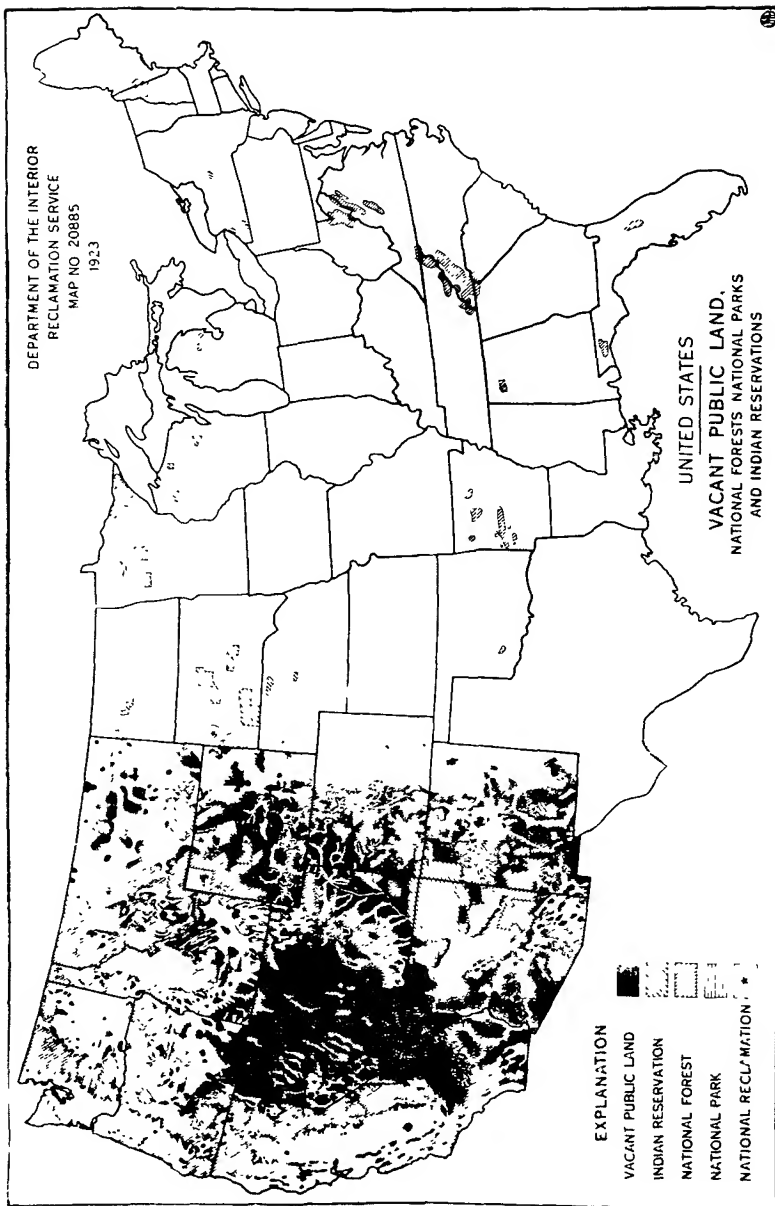 DEPARTMENT OF THE INTERIOR
RECLAMATION SERVICE
MAP NO 20885
1923
UNITED STATES
VACANT PUBLIC LAND,
NATIONAL FORESTS NATIONAL PARKS
AND INDIAN RESERVATIONS
EXPLANATION
VACANT PUBLIC LAND
INDIAN RESERVATION
NATIONAL FOREST
NATIONAL PARK
NATIONAL RECLAMATION